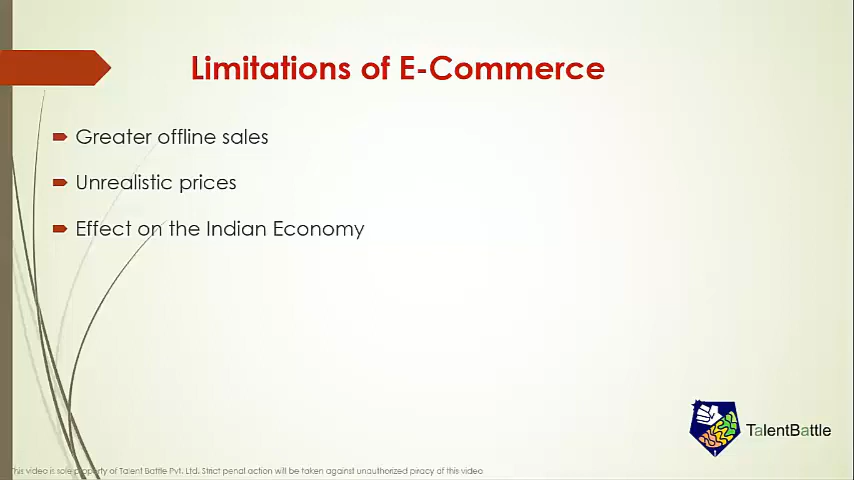 Limitations of E-Commerce
Greater offline sales
Unrealistic prices
Effect on the Indian Economy
TalentBattle
This video is sole property of Talent Battle Pvt. Ltd. Strict penal action will be taken against unauthorized piracy of this video